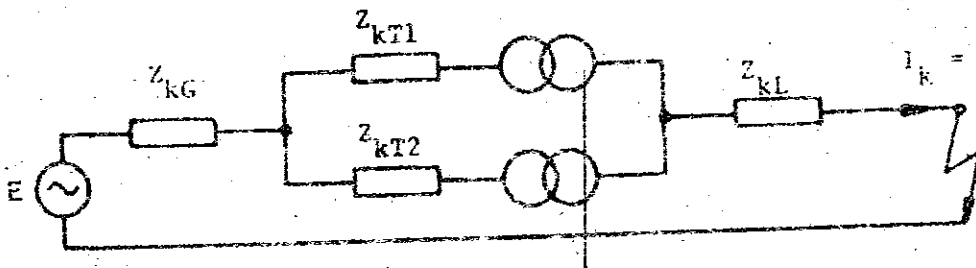 Z_kT1
Z_kG
Z_kL
I_k =
Z_kT2
E